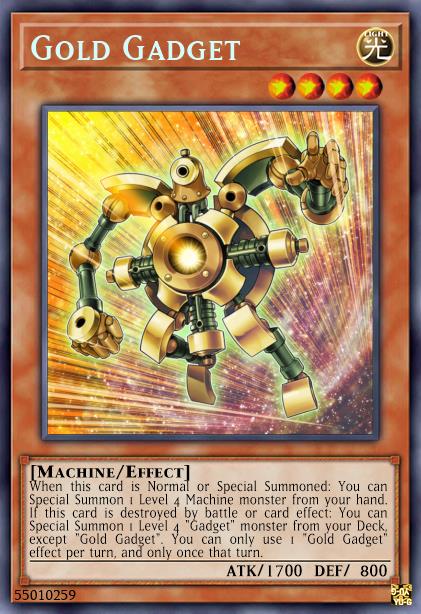 Gold Gadget
LIGHT
光
[Machine/Effect]
When this card is Normal or Special Summoned: You can
Special Summon 1 Level 4 Machine monster from your hand.
If this card is destroyed by battle or card effect: You can
Special Summon 1 Level 4 "Gadget" monster from your Deck,
except "Gold Gadget". You can only use 1 "Gold Gadget"
effect per turn, and only once that turn.
ATK/1700 DEF/ 800
55010259